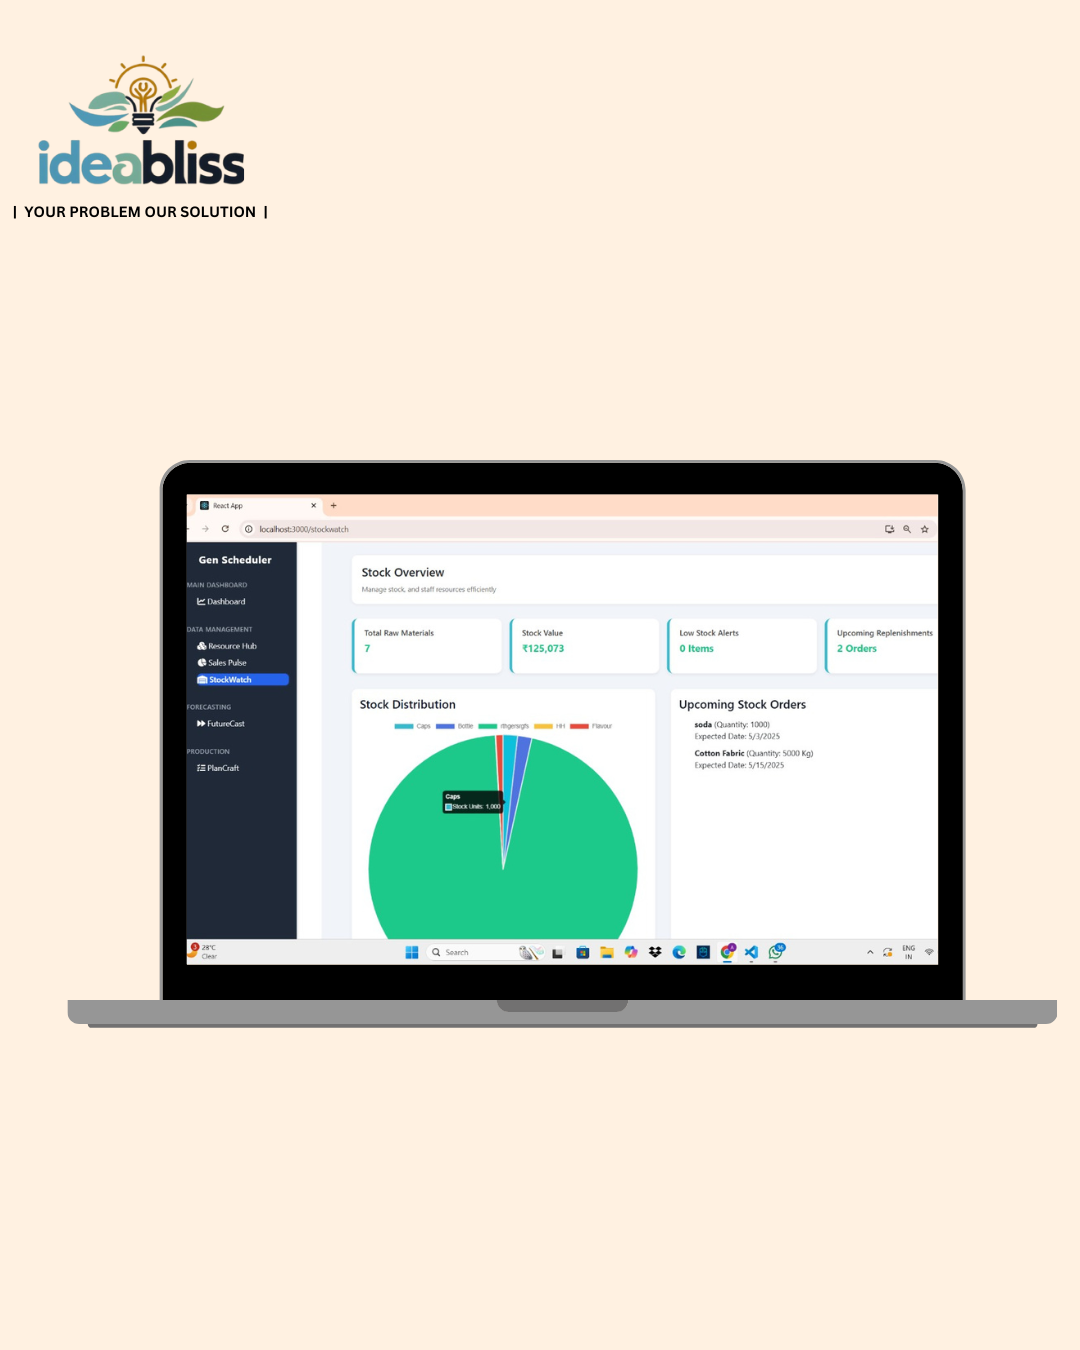 ideabliss
| YOUR PROBLEM OUR SOLUTION |
React App
localhost:3000/stockwatch
Gen Scheduler
MAIN DASHBOARD
Dashboard
DATA MANAGEMENT
Resource Hub
Sales Pulse
StockWatch
FORECASTING
FutureCast
PRODUCTION
PlanCraft
Stock Overview
Manage stock, and staff resources efficiently
Total Raw Materials
7
Stock Value
₹125,073
Low Stock Alerts
0 Items
Upcoming Replenishments
2 Orders
Stock Distribution
Caps Bottle HH Flavour
Caps
Stock Units: 1,000
Upcoming Stock Orders
soda (Quantity: 1000)
Expected Date: 5/3/2025
Cotton Fabric (Quantity: 5000 Kg)
Expected Date: 5/15/2025
28°C
Clear
Search
ENG
IN